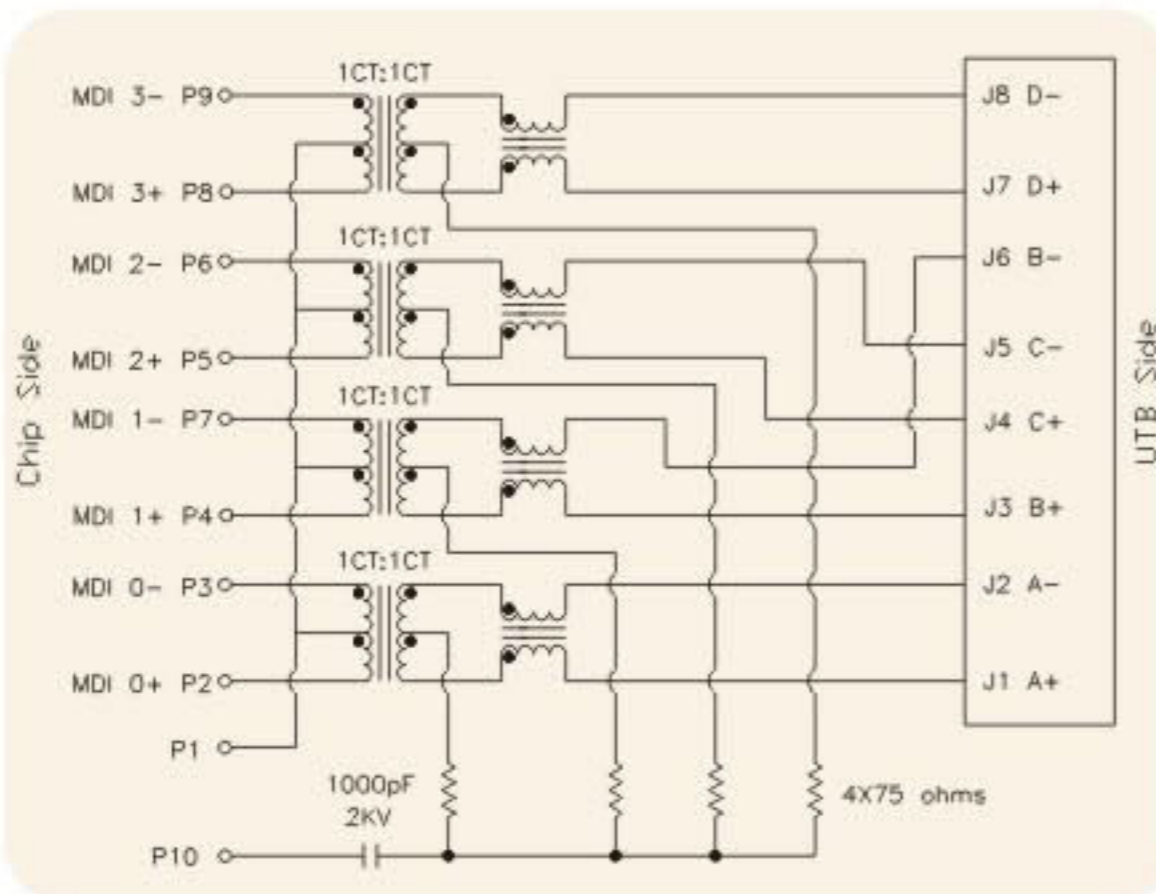 1CT:1CT
MDI 3- P9
J8 D-
MDI 3+ P8
J7 D+
1CT:1CT
MDI 2- P6
J6 B-
MDI 2+ P5
J5 C-
1CT:1CT
MDI 1- P7
J4 C+
MDI 1+ P4
J3 B+
1CT:1CT
MDI 0- P3
J2 A-
MDI 0+ P2
J1 A+
Chip Side
UTB Side
P1
1000pF
2KV
4X75 ohms
P10